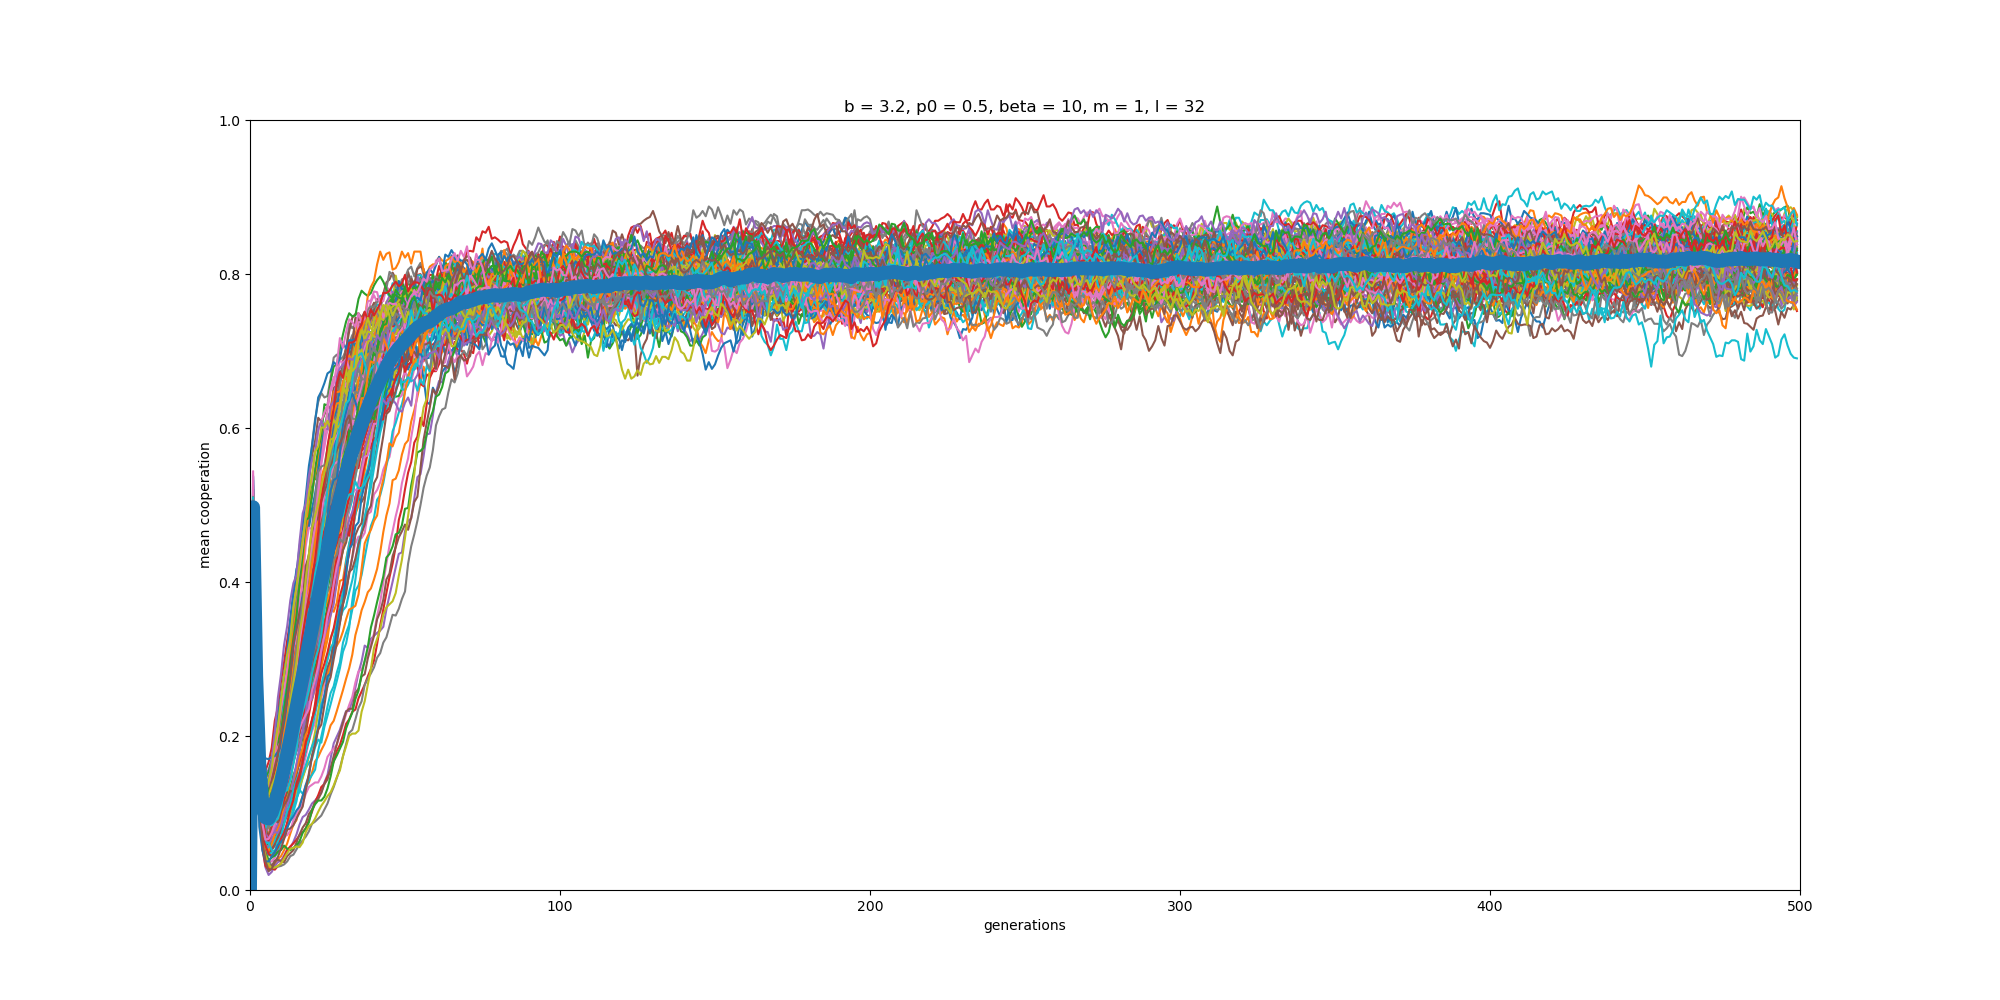 b = 3.2, p0 = 0.5, beta = 10, m = 1, l = 32
1.0
0.8
0.6
0.4
0.2
0.0
mean cooperation
0 100 200 300 400 500
generations